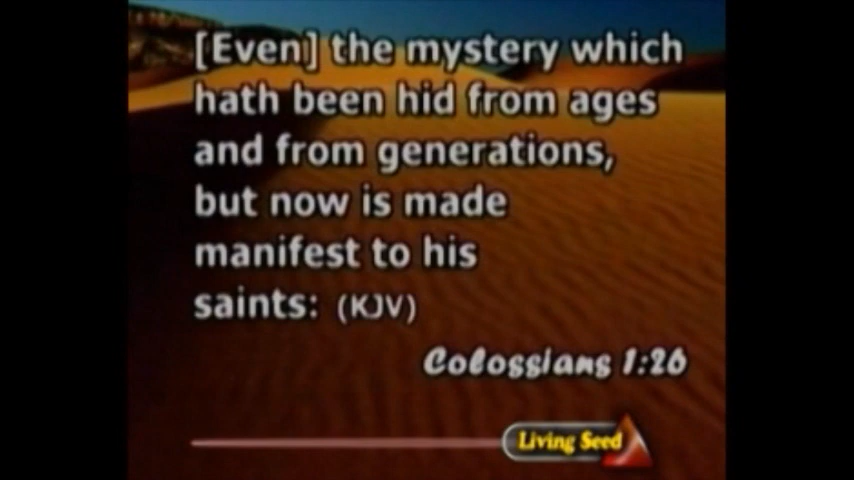 [Even] the mystery which
hath been hid from ages
and from generations,
but now is made
manifest to his
saints: (KJV)
Colossians 1:26
Living Seed